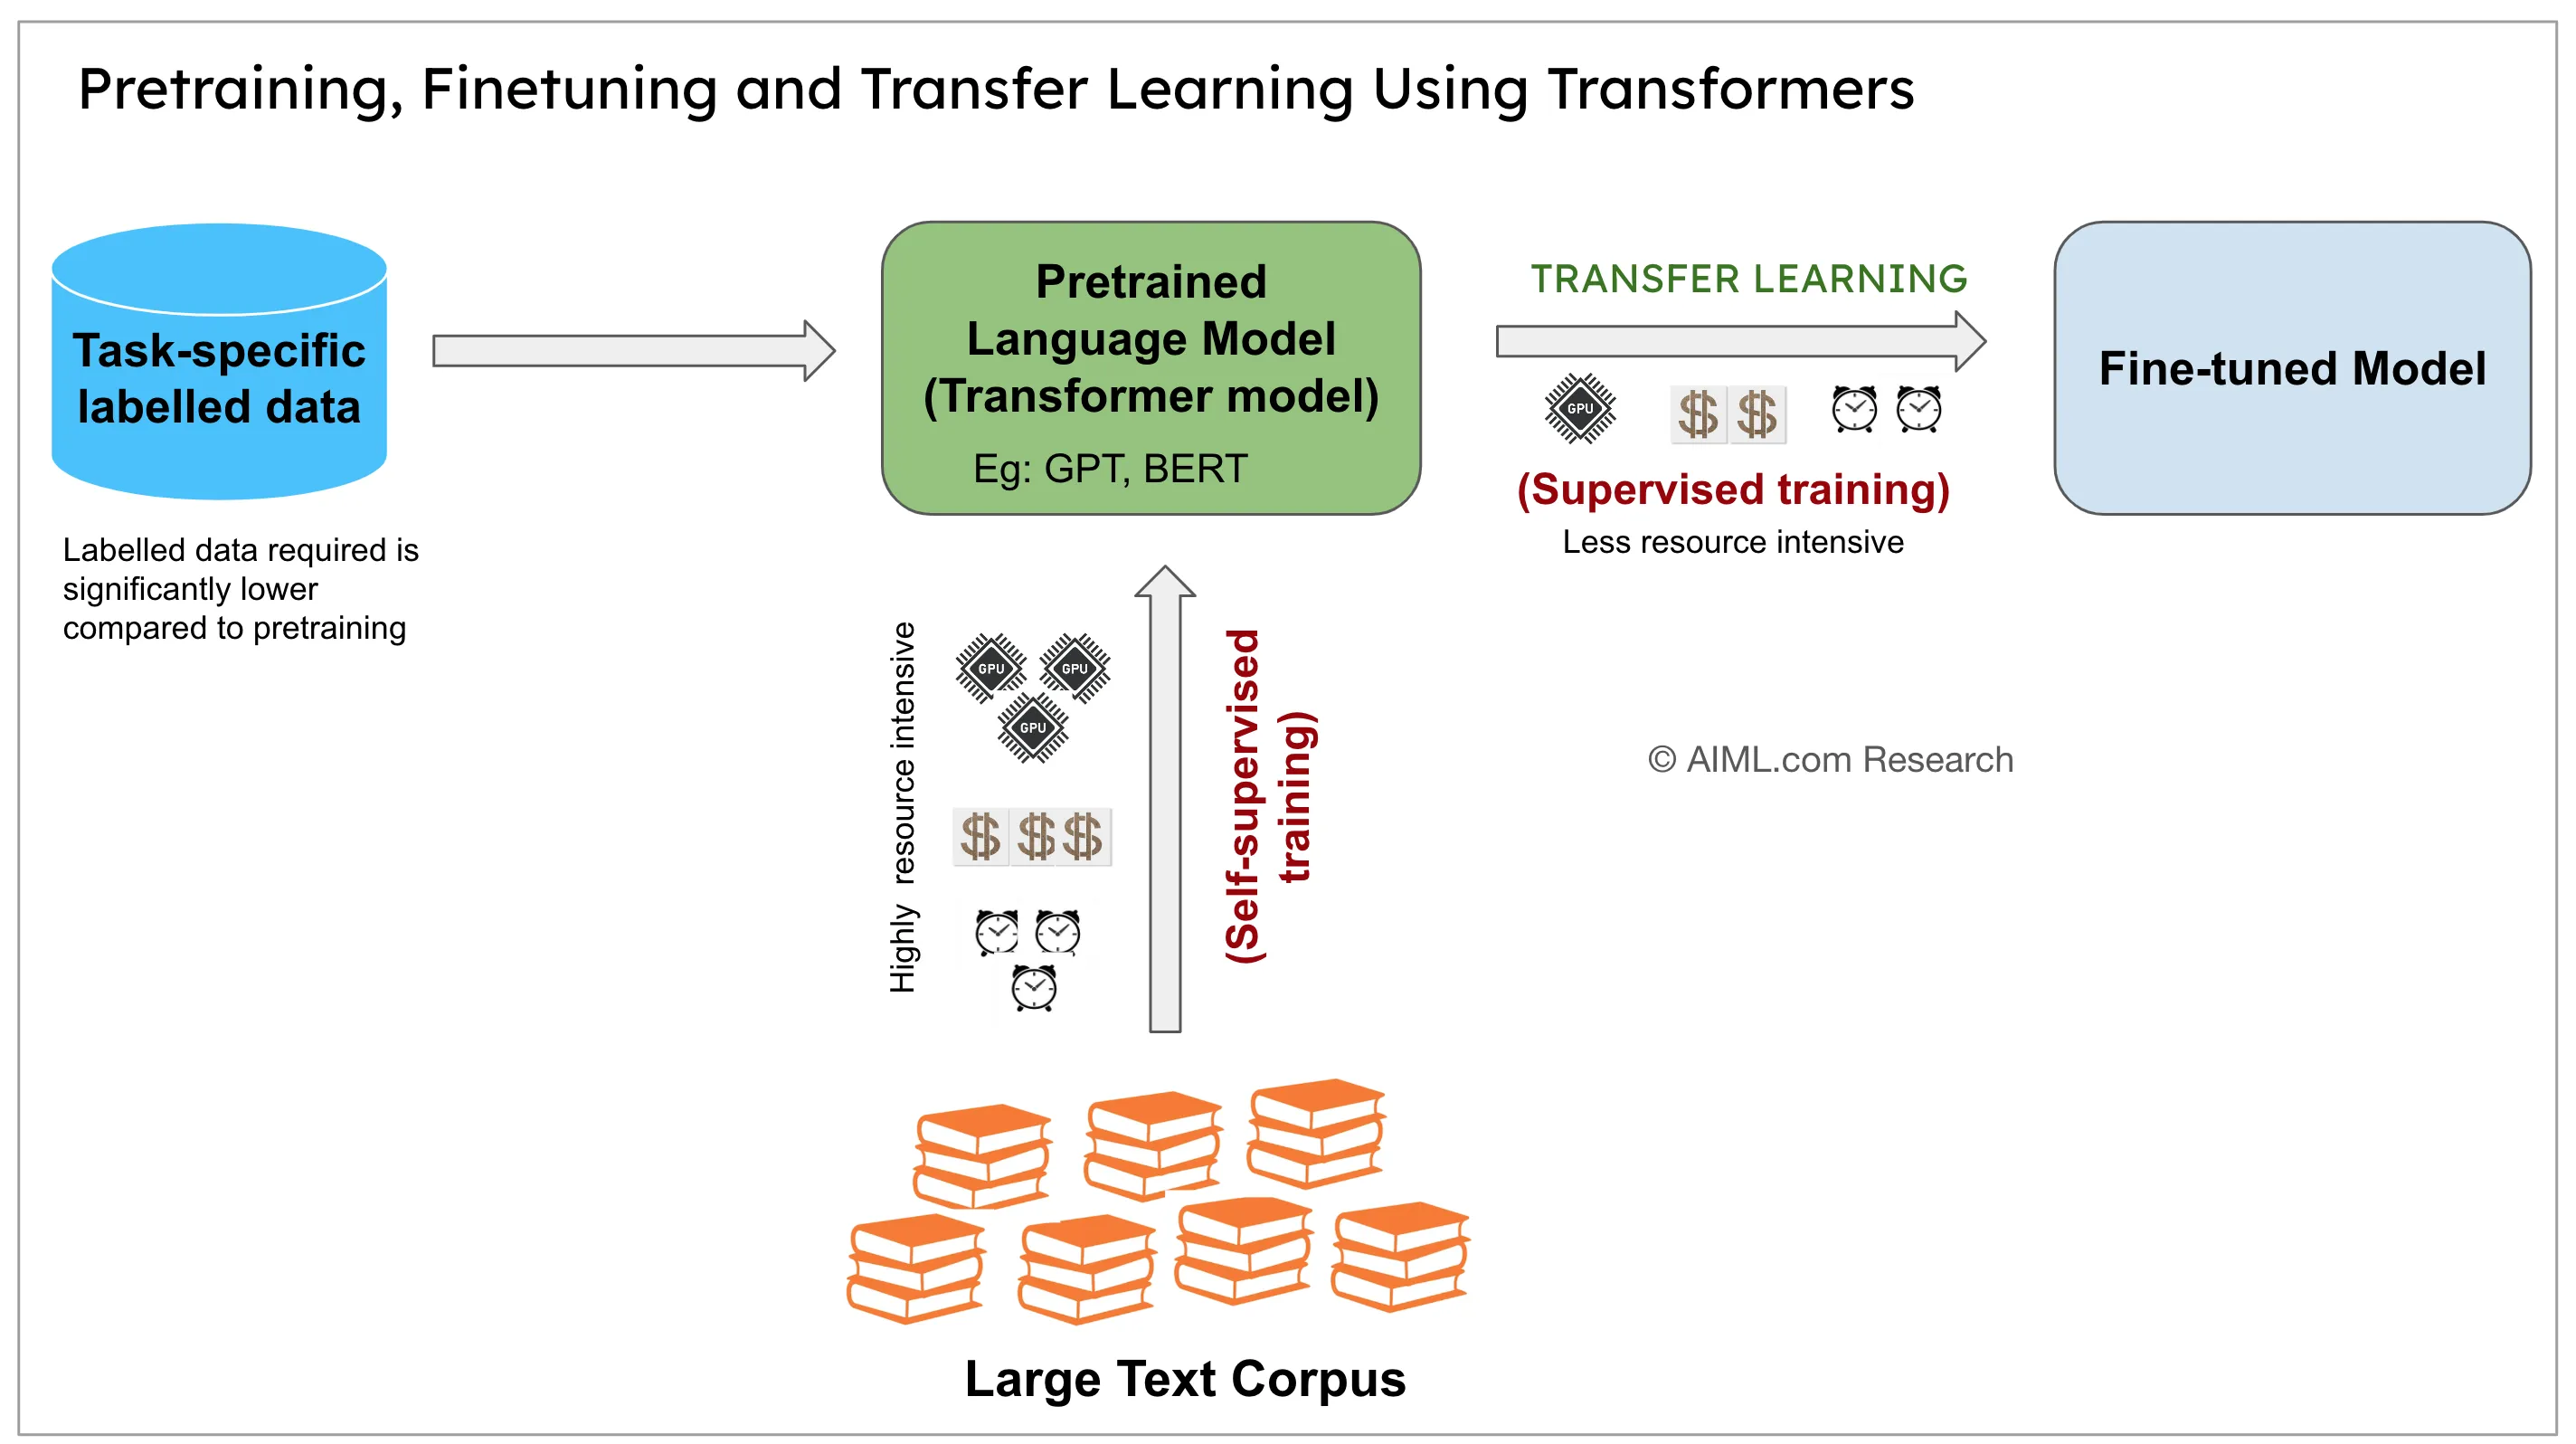 Pretraining, Finetuning and Transfer Learning Using Transformers
Task-specific
labelled data
Labelled data required is
significantly lower
compared to pretraining
Pretrained
Language Model
(Transformer model)
Eg: GPT, BERT
TRANSFER LEARNING
GPU
$ $
(Supervised training)
Less resource intensive
Fine-tuned Model
Highly resource intensive
GPU GPU
GPU
$ $ $
(Self-supervised
training)
© AIML.com Research
Large Text Corpus